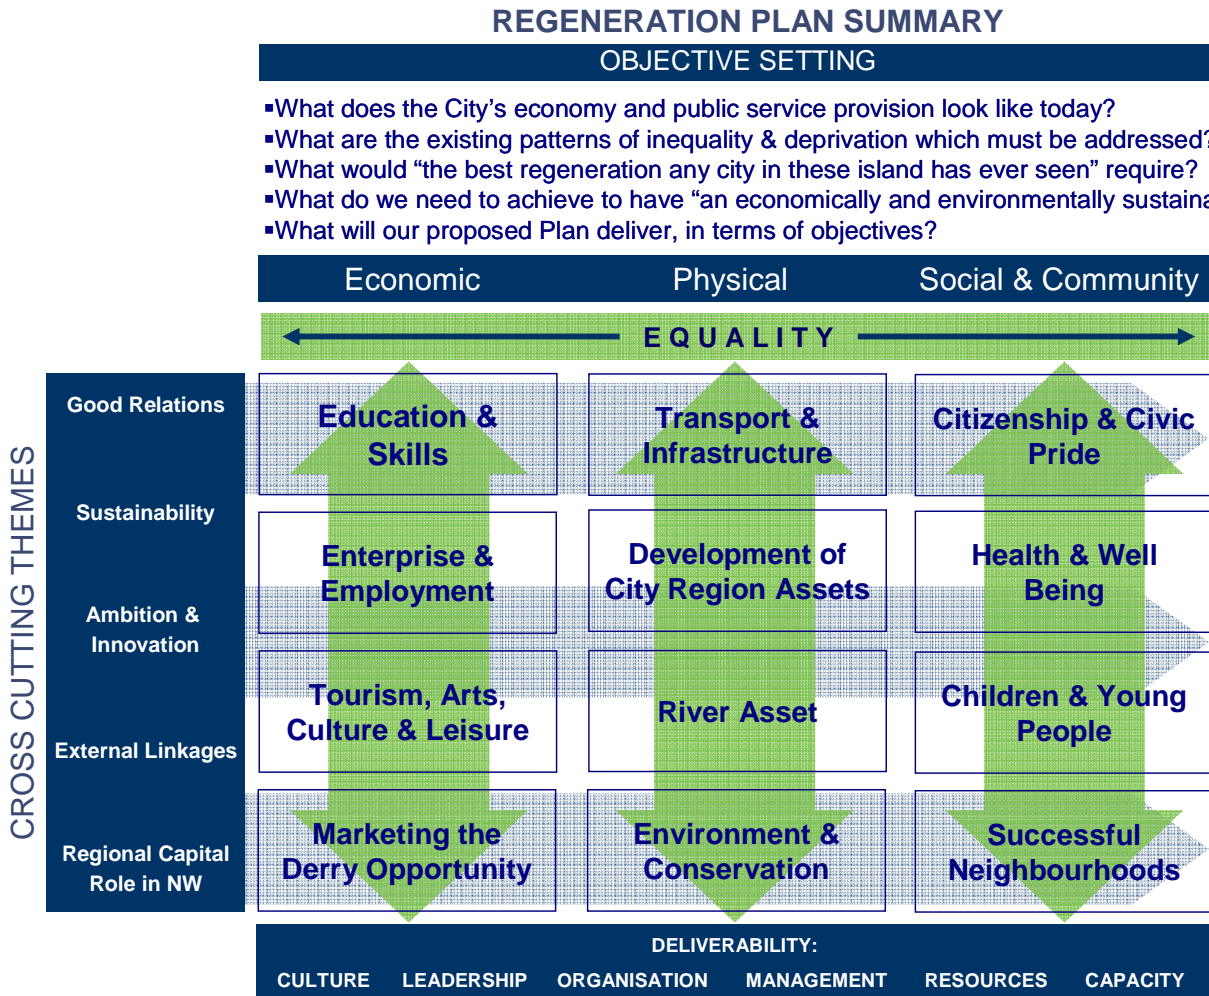 REGENERATION PLAN SUMMARY
OBJECTIVE SETTING
▪What does the City's economy and public service provision look like today?
▪What are the existing patterns of inequality & deprivation which must be addressed?
▪What would "the best regeneration any city in these island has ever seen" require?
▪What do we need to achieve to have "an economically and environmentally
▪What will our proposed Plan deliver, in terms of objectives?
Economic
Physical
Social & Community
EQUALITY
CROSS CUTTING THEMES
Good Relations
Sustainability
Ambition &
Innovation
External Linkages
Regional Capital
Role in NW
Education &
Skills
Transport &
Infrastructure
Citizenship & Civic
Pride
Enterprise &
Employment
Development of
City Region Assets
Health & Well
Being
Tourism, Arts,
Culture & Leisure
River Asset
Children & Young
People
Marketing the
Derry Opportunity
Environment &
Conservation
Successful
Neighbourhoods
DELIVERABILITY:
CULTURE LEADERSHIP ORGANISATION MANAGEMENT RESOURCES CAPACITY